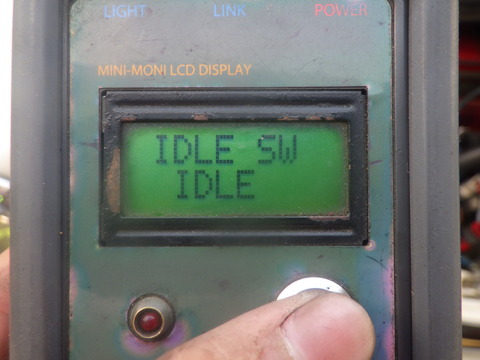 LIGHT LINK POWER
MINI-MONI LCD DISPLAY
IDLE SW
IDLE